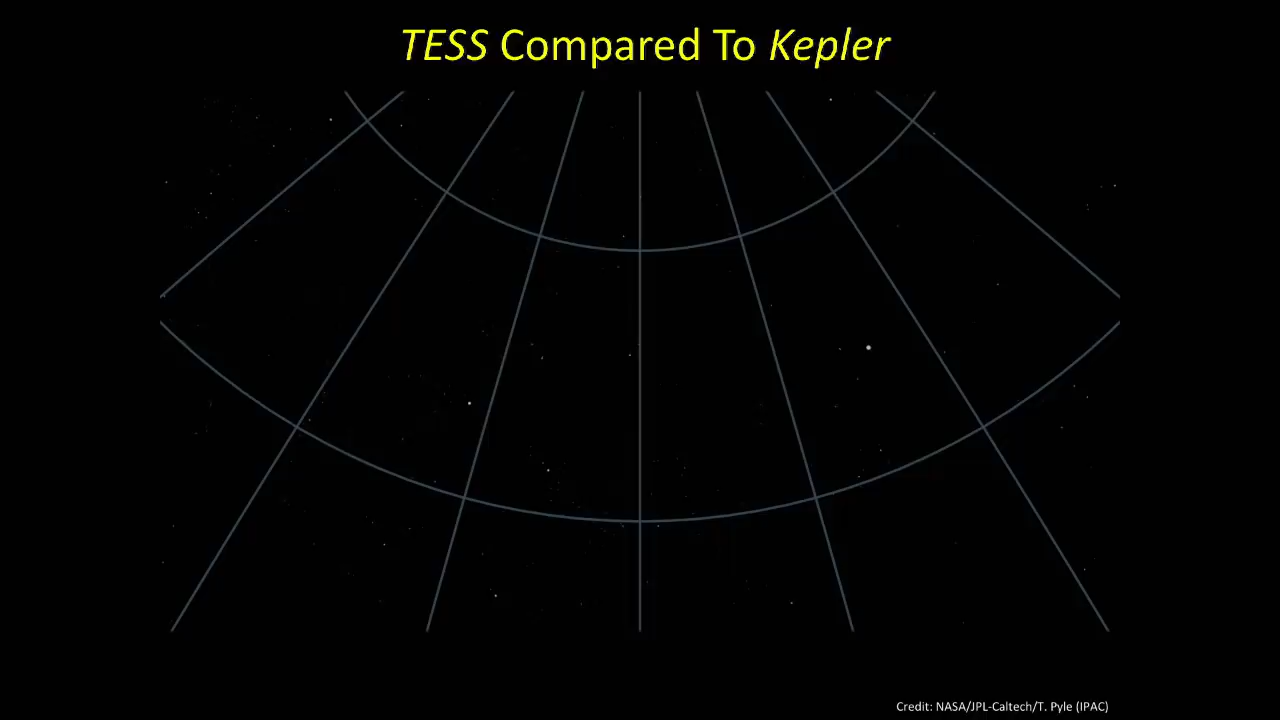 TESS Compared To Kepler
Credit: NASA/JPL-Caltech/T. Pyle (IPAC)